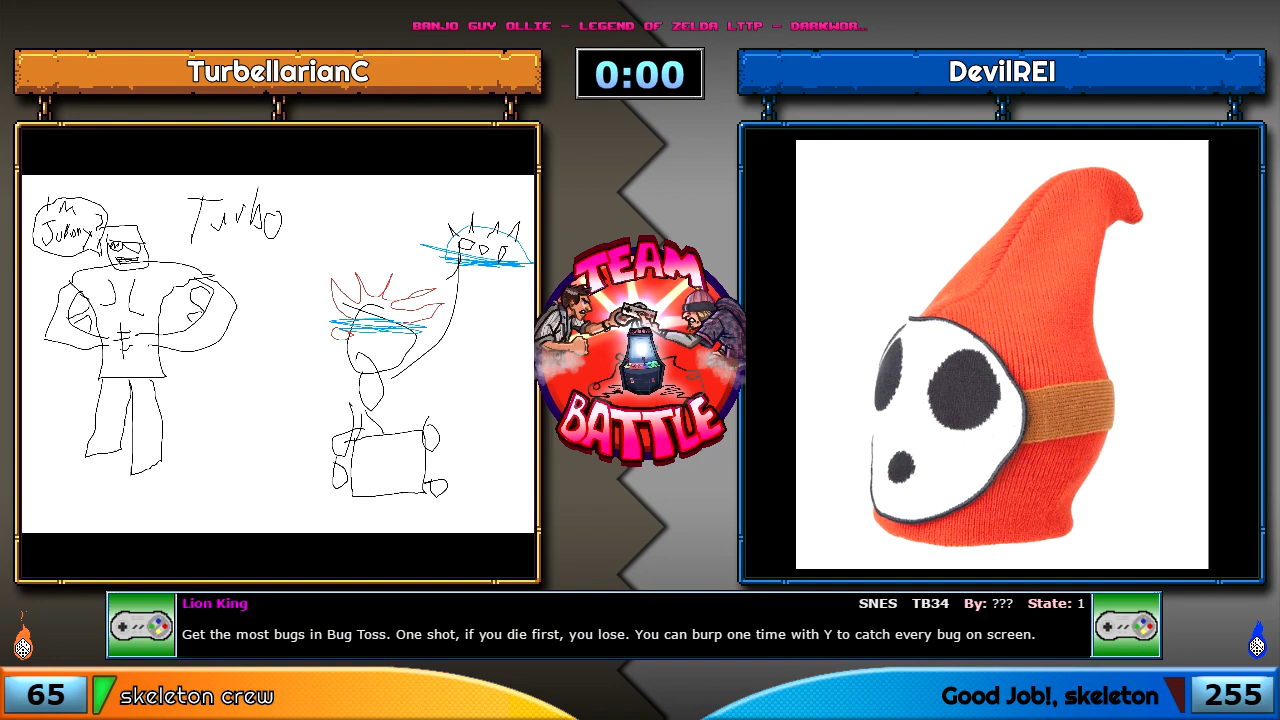 BANJO GUY OLLIE - LEGEND OF ZELDA LTTP - DARKWOR...
TurbellarianC
0:00
DevilREI
I'M
Johnny
Turbo
TEAM
BATTLE
Lion King
SNES TB34 By: ??? State: 1
Get the most bugs in Bug Toss. One shot, if you die first, you lose. You can burp one time with Y to catch every bug on screen.
65
skeleton crew
Good Job!, skeleton
255